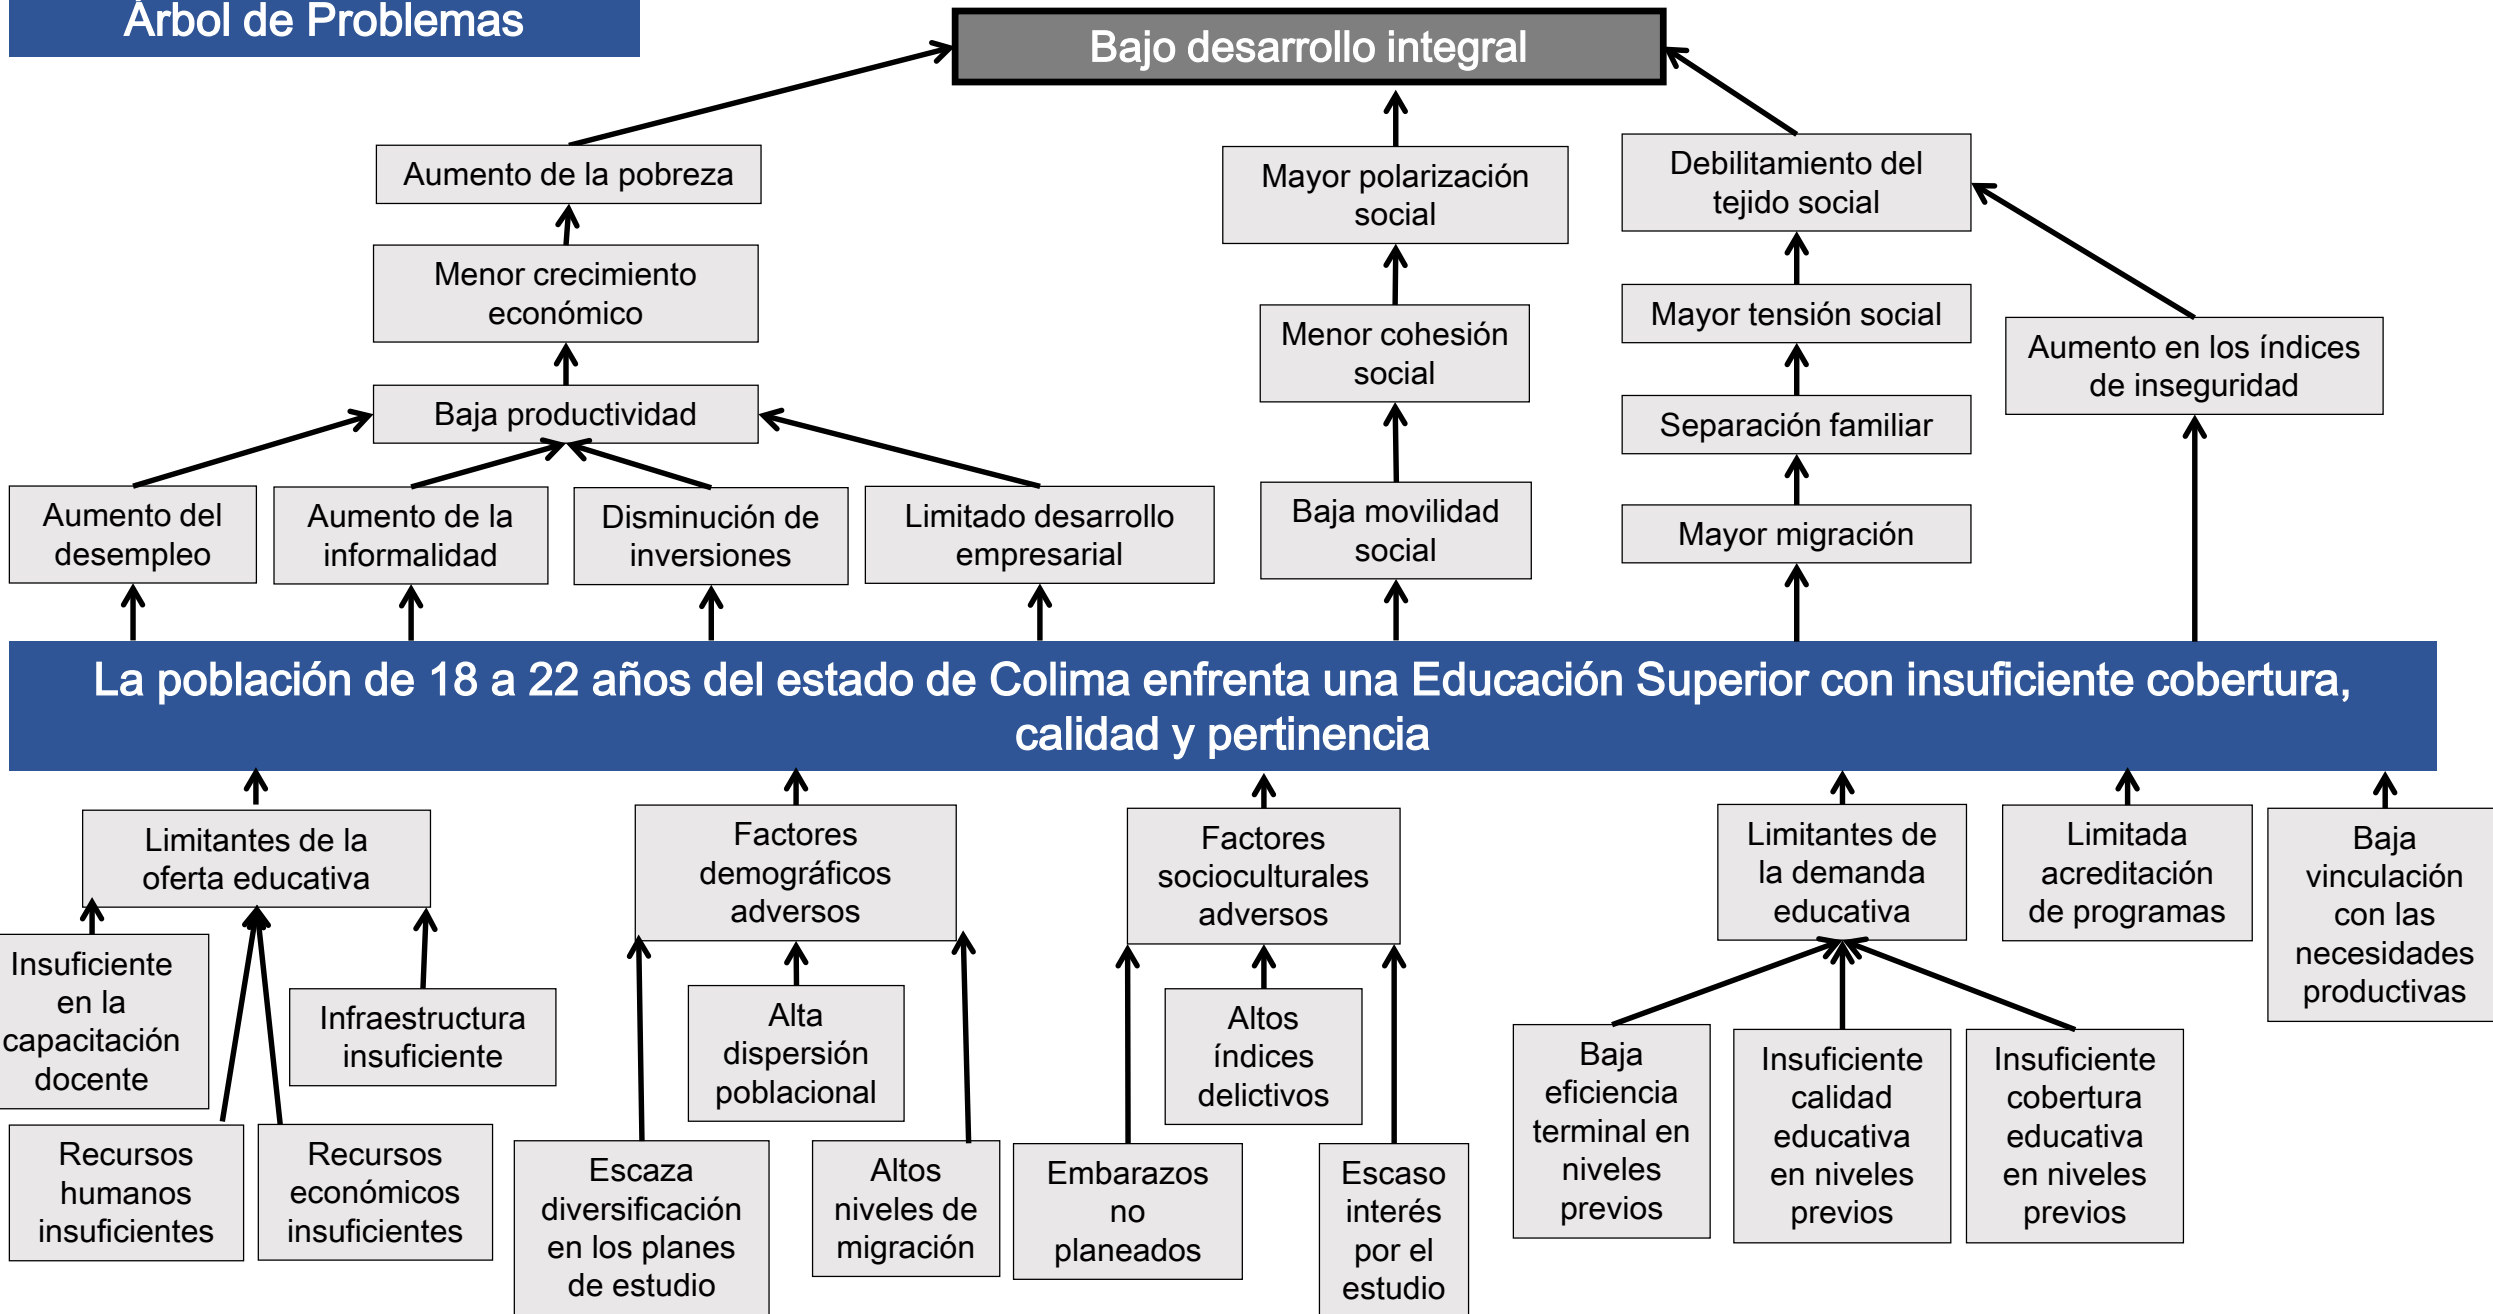 Árbol de Problemas
Bajo desarrollo integral
Aumento de la pobreza
Mayor polarización
social
Debilitamiento del
tejido social
Menor crecimiento
económico
Menor cohesión
social
Mayor tensión social
Aumento en los índices
de inseguridad
Baja productividad
Separación familiar
Aumento del
desempleo
Aumento de la
informalidad
Disminución de
inversiones
Limitado desarrollo
empresarial
Baja movilidad
social
Mayor migración
La población de 18 a 22 años del estado de Colima enfrenta una Educación Superior con insuficiente cobertura,
calidad y pertinencia
Limitantes de la
oferta educativa
Factores
demográficos
adversos
Factores
socioculturales
adversos
Limitantes de
la demanda
educativa
Limitada
acreditación
de programas
Baja
vinculación
con las
necesidades
productivas
Insuficiente
en la
capacitación
docente
Infraestructura
insuficiente
Alta
dispersión
poblacional
Altos
índices
delictivos
Baja
eficiencia
terminal en
niveles
previos
Insuficiente
calidad
educativa
en niveles
previos
Insuficiente
cobertura
educativa
en niveles
previos
Recursos
humanos
insuficientes
Recursos
económicos
insuficientes
Escaza
diversificación
en los planes
de estudio
Altos
niveles de
migración
Embarazos
no
planeados
Escaso
interés
por el
estudio